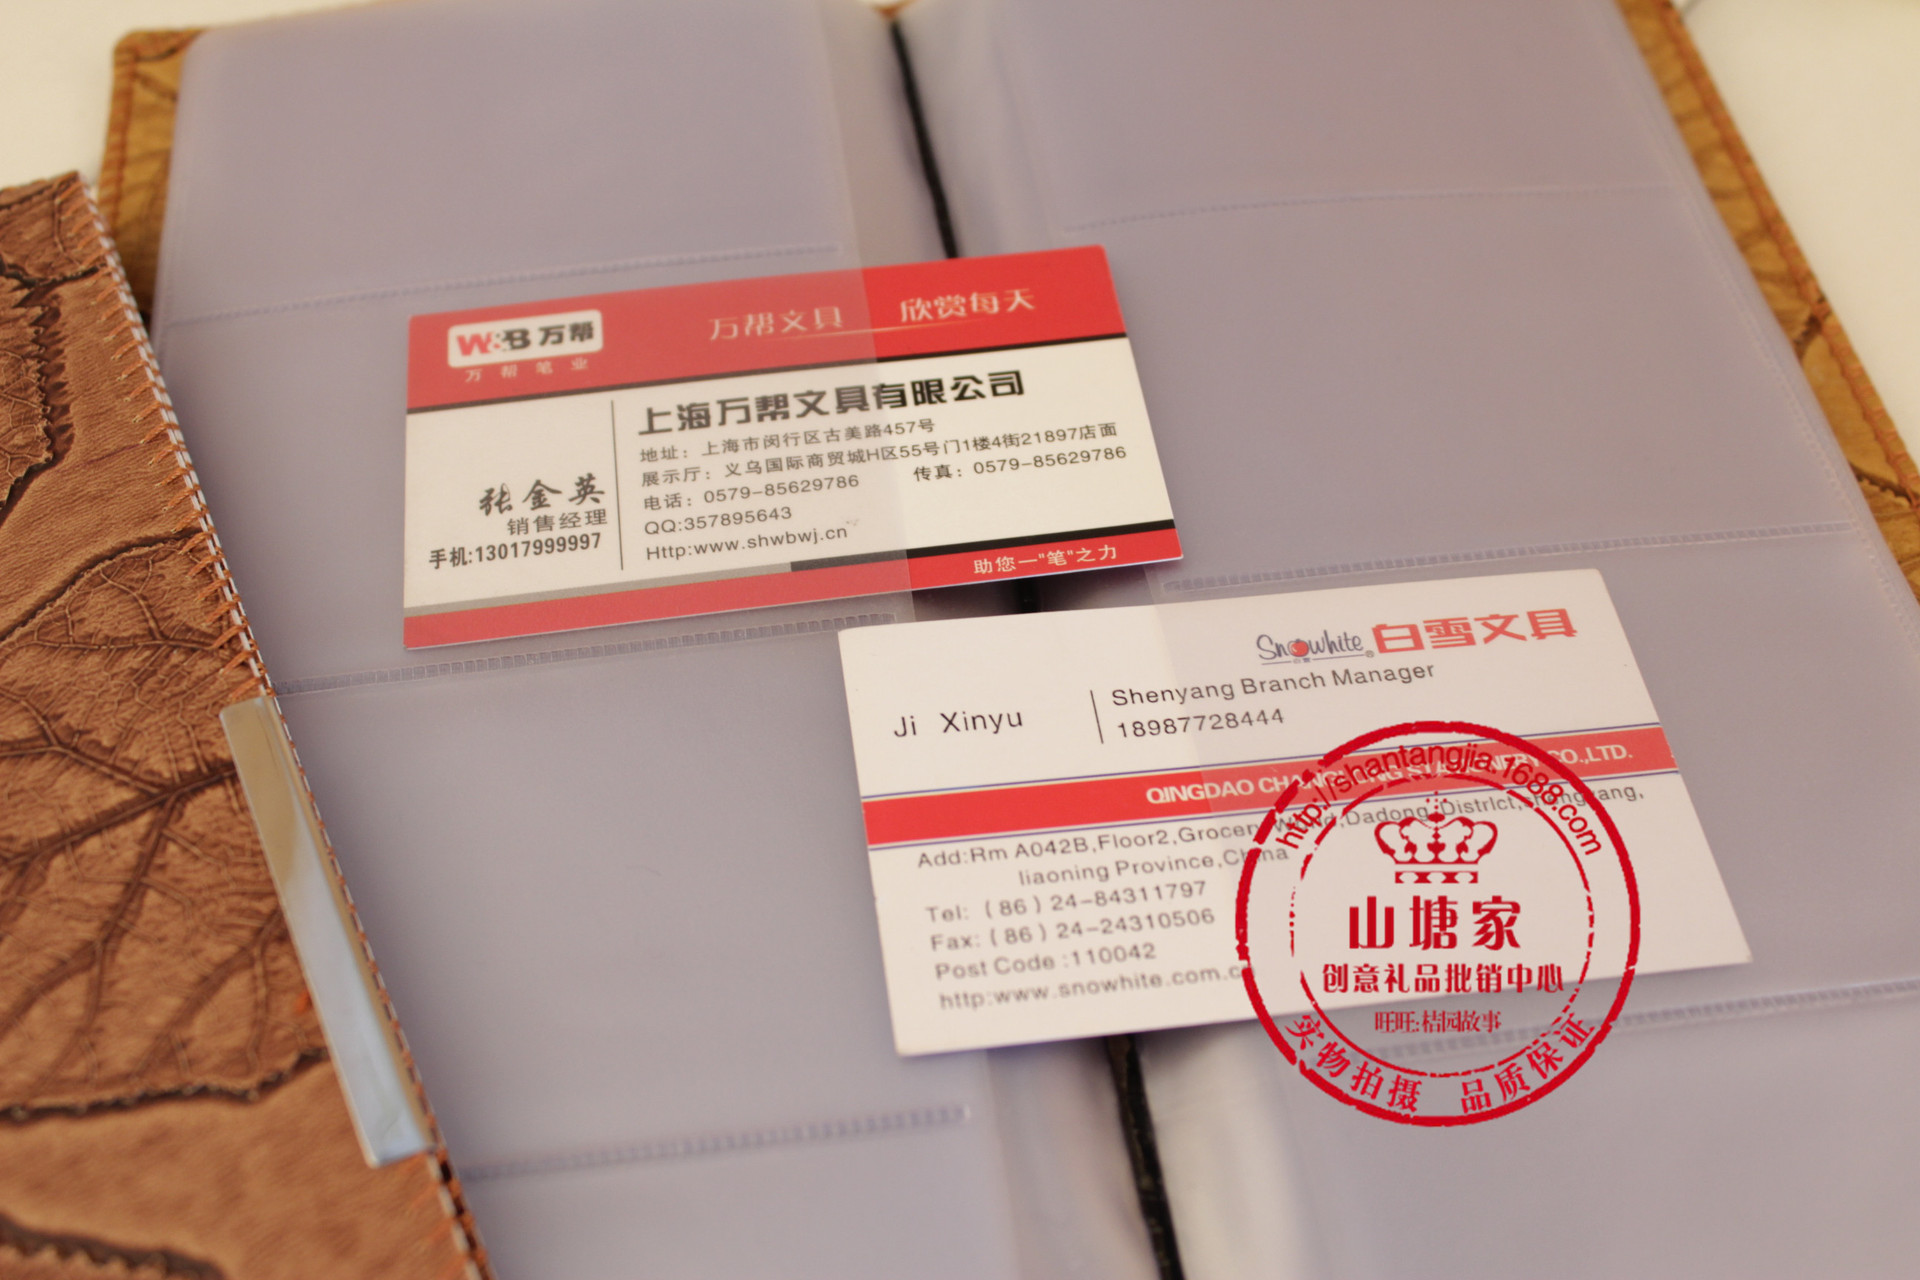 W&B 万帮
万帮笔业
万帮文具 欣赏每天
上海万帮文具有限公司
地址：上海市闵行区古美路457号
展示厅：义乌国际商贸城H区55号门1楼4街21897店面
电话：0579-85629786 传真：0579-85629786
QQ:357895643
Http:www.shwbwj.cn
张金英
销售经理
手机:13017999997
助您一“笔”之力
Snowhite 白雪文具
Ji Xinyu
Shenyang Branch Manager
18987728444
QINGDAO CO.,LTD.
Add:Rm A042B,Floor2,Grocery World,Dadong DistrIct,
liaoning Province,China
Tel:(86)24-84311797
Fax:(86)24-24310506
Post Code :110042
http:www.snowhite.com.cn
http://shantangjia.1688.com
山塘家
创意礼品批销中心
旺旺:桔园故事
实物拍摄 品质保证